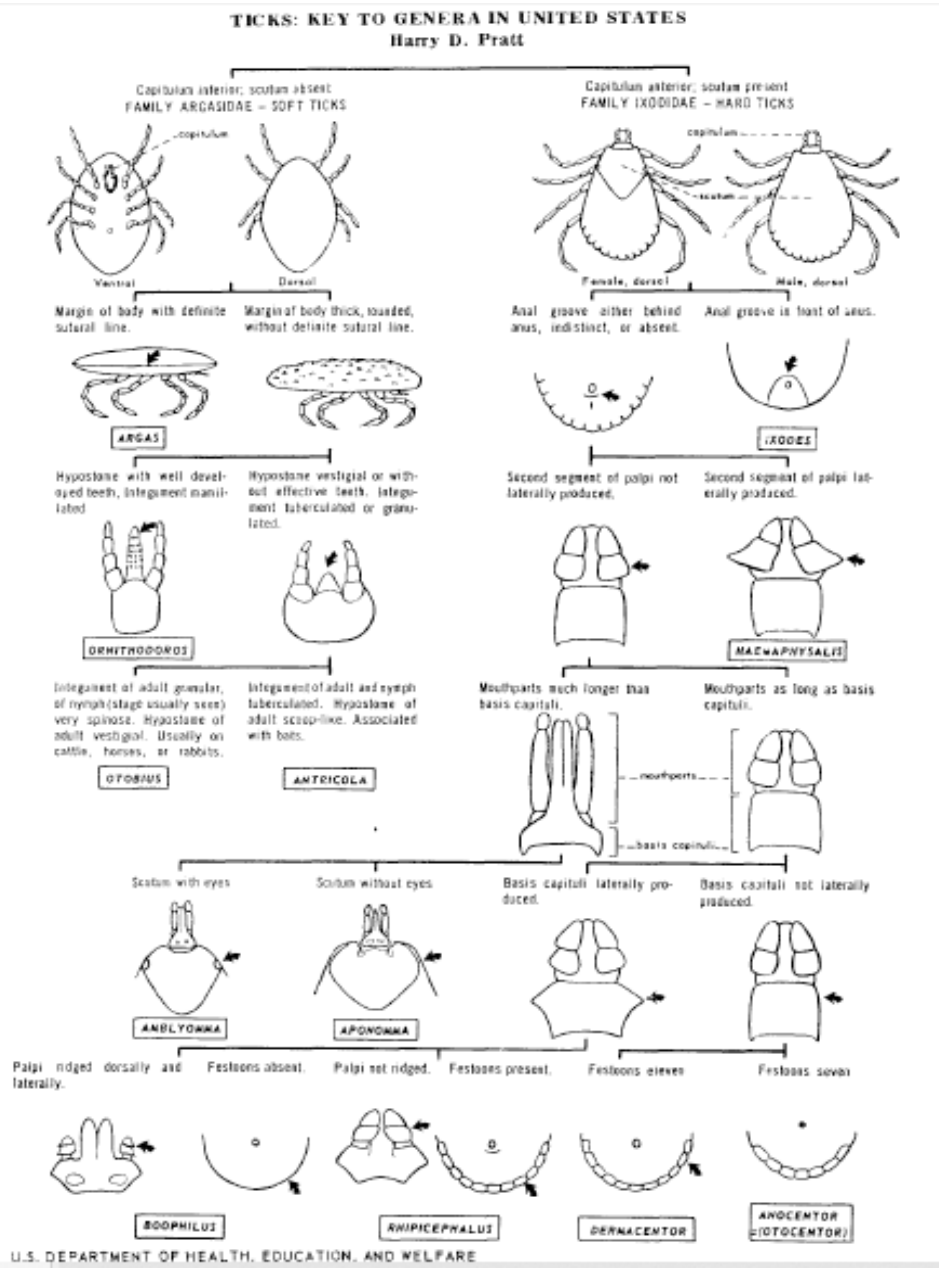 TICKS: KEY TO GENERA IN UNITED STATES
Harry D. Pratt
Capitulum inferior; scutum absent
FAMILY ARGASIDAE – SOFT TICKS
Capitulum anterior; scutum present
FAMILY IXODIDAE – HARD TICKS
capitulum
capitulum
scutum
Ventral
Dorsal
Female, dorsal
Male, dorsal
Margin of body with definite
sutural line.
Margin of body thick, rounded,
without definite sutural line.
Anal groove either behind
anus, indistinct, or absent.
Anal groove in front of anus.
ARGAS
IXODES
Hypostome with well devel-
oped teeth, Integument mamil-
lated
Hypostome vestigial or with-
out effective teeth. Integu-
ment tuberculated or granu-
lated.
Second segment of palpi not
laterally produced.
Second segment of palpi lat-
erally produced.
ORNITHODOROS
HAEMAPHYSALIS
Integument of adult granular,
of nymph (stage usually seen)
very spinose. Hypostome of
adult vestigial. Usually on
cattle, horses, or rabbits.
Integument of adult and nymph
tuberculated. Hypostome of
adult scoop-like. Associated
with bats.
Mouthparts much longer than
basis capituli.
Mouthparts as long as basis
capituli.
OTOBIUS
ANTRICOLA
mouthparts
basis capituli
Scutum with eyes
Scutum without eyes
Basis capituli laterally pro-
duced.
Basis capituli not laterally
produced.
AMBLYOMMA
APONOMMA
Palpi ridged dorsally and
laterally.
Festoons absent.
Palpi not ridged.
Festoons present.
Festoons eleven
Festoons seven
BOOPHILUS
RHIPICEPHALUS
DERMACENTOR
ANOCENTOR
=(OTOCENTOR)
U.S. DEPARTMENT OF HEALTH, EDUCATION, AND WELFARE